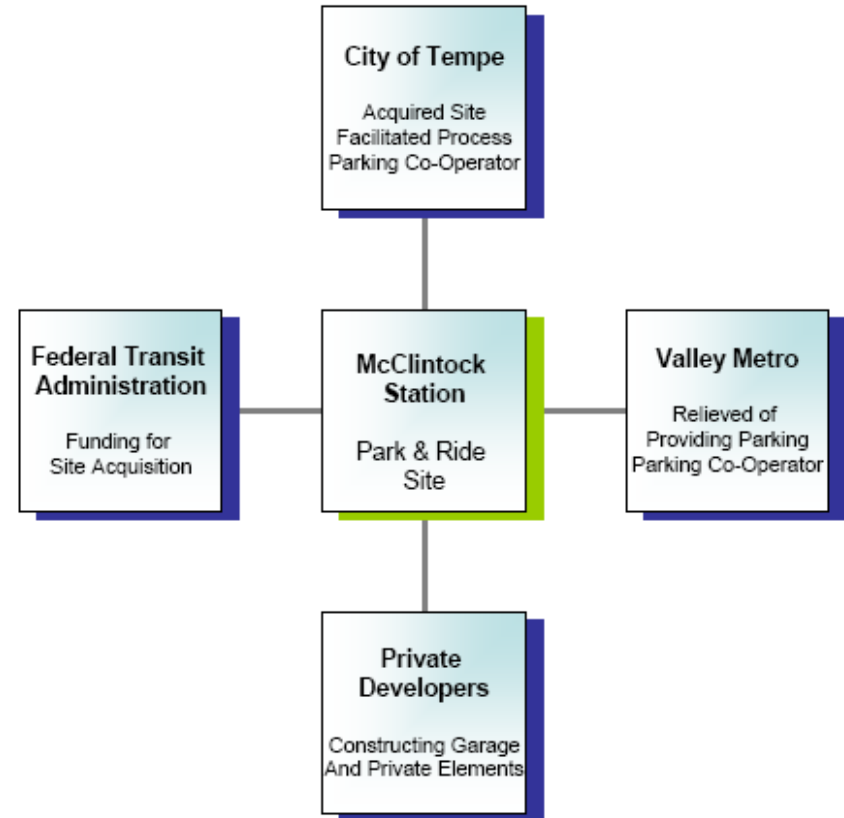 City of Tempe
Acquired Site
Facilitated Process
Parking Co-Operator
Federal Transit
Administration
Funding for
Site Acquisition
McClintock
Station
Park & Ride
Site
Valley Metro
Relieved of
Providing Parking
Parking Co-Operator
Private
Developers
Constructing Garage
And Private Elements